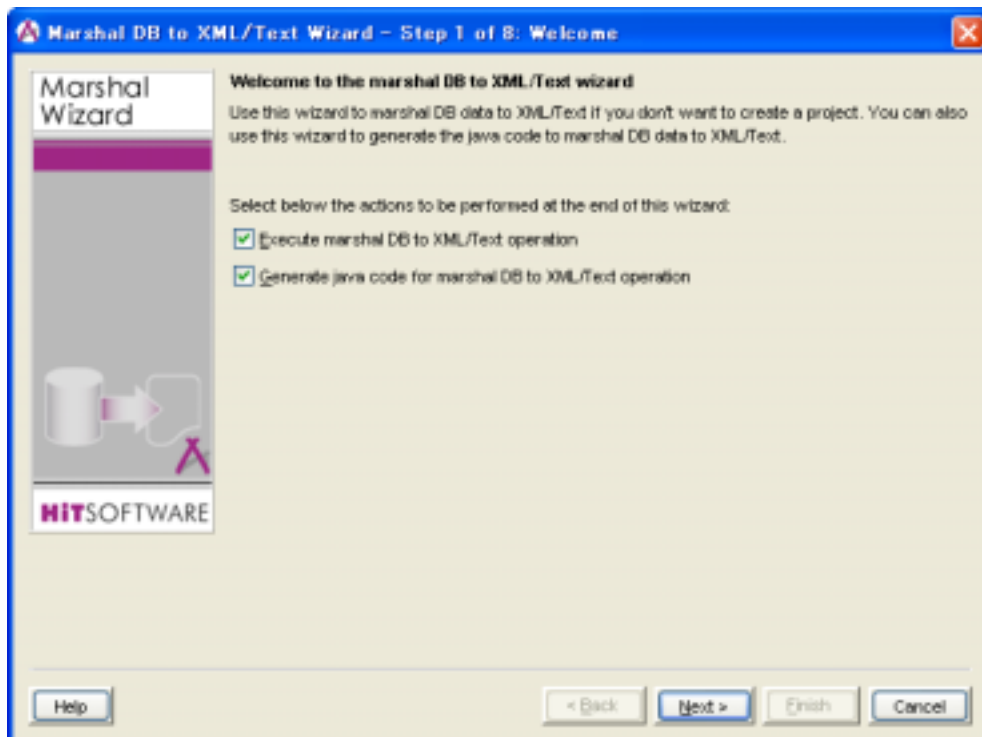 Marshal DB to XML/Text Wizard - Step 1 of 8: Welcome
Marshal
Wizard
Welcome to the marshal DB to XML/Text wizard
Use this wizard to marshal DB data to XML/Text if you don't want to create a project. You can also
use this wizard to generate the java code to marshal DB data to XML/Text.
Select below the actions to be performed at the end of this wizard:
Execute marshal DB to XML/Text operation
Generate java code for marshal DB to XML/Text operation
HiTSOFTWARE
Help
< Back
Next >
Finish
Cancel